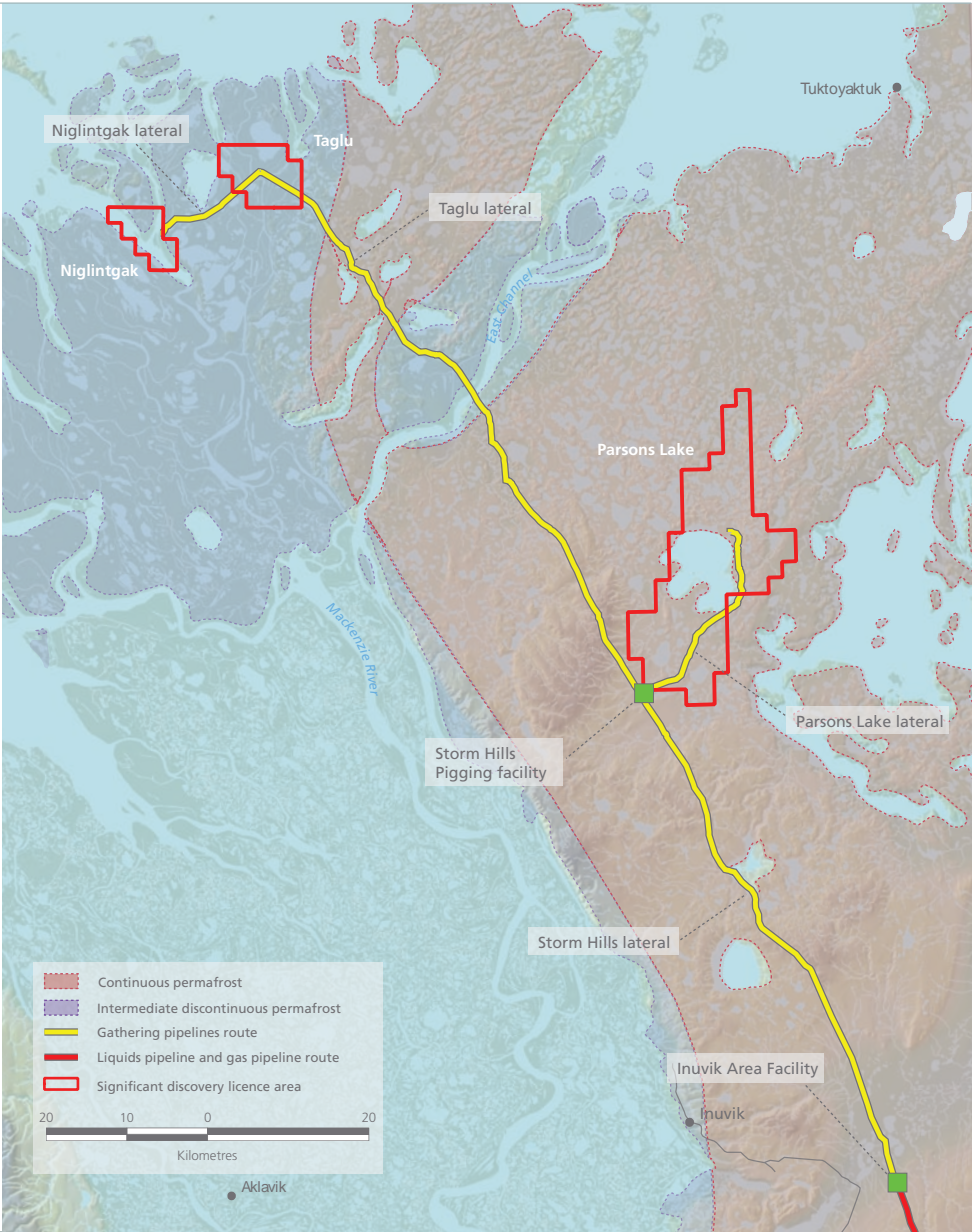 Tuktoyaktuk
Niglintgak lateral
Taglu
Taglu lateral
Niglintgak
East Channel
Parsons Lake
Mackenzie River
Parsons Lake lateral
Storm Hills
Pigging facility
Storm Hills lateral
Continuous permafrost
Intermediate discontinuous permafrost
Gathering pipelines route
Liquids pipeline and gas pipeline route
Significant discovery licence area
20 10 0 20
Kilometres
Inuvik Area Facility
Inuvik
Aklavik